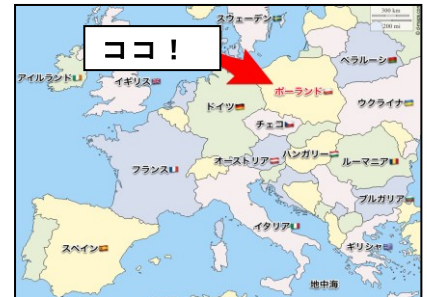 スウェーデン
300 km
200 mi
ココ！
ベラルーシ
アイルランド
イギリス
ポーランド
ドイツ
ウクライナ
チェコ
オーストリア
ハンガリー
ルーマニア
フランス
ブルガリア
イタリア
スペイン
ギリシャ
地中海